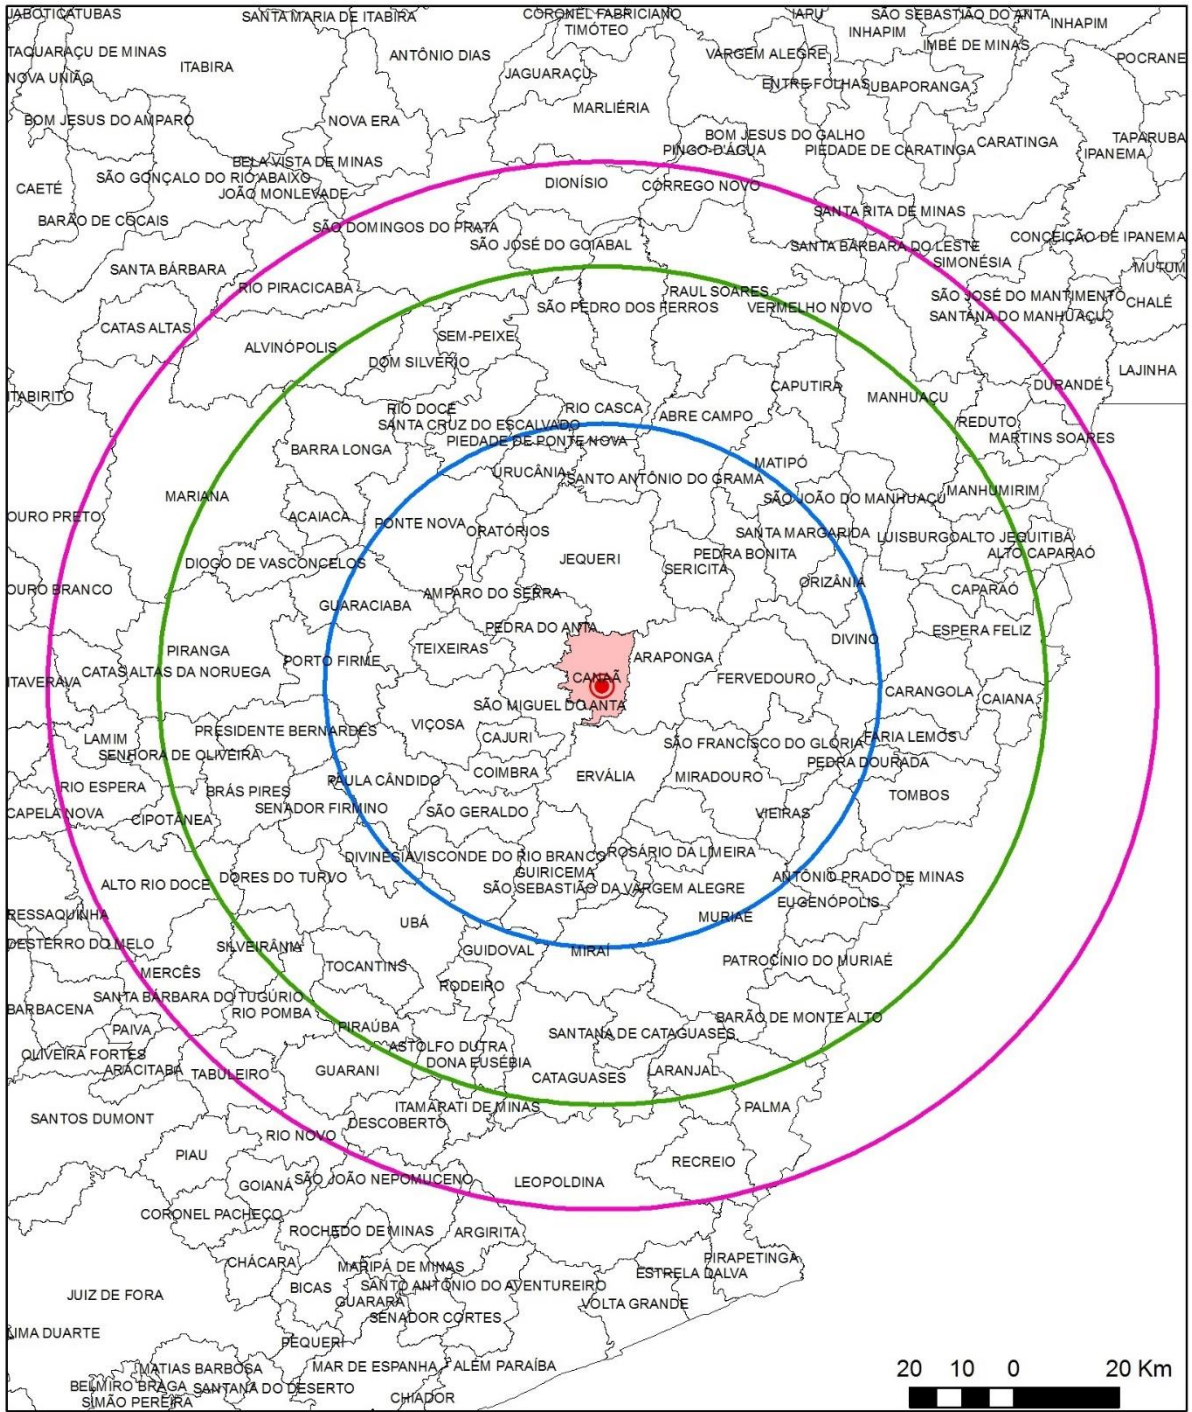 JABOTICATUBAS
SANTA MARIA DE ITABIRA
CORONEL FABRICIANO
IAPU
SÃO SEBASTIÃO DO ANTA
INHAPIM
TIMÓTEO
INHAPIM
TAQUARAÇU DE MINAS
ANTÔNIO DIAS
VARGEM ALEGRE
IMBÉ DE MINAS
POCRANE
ITABIRA
NOVA UNIÃO
JAGUARAÇU
ENTRE FOLHAS
UBAPORANGA
MARLIÉRIA
BOM JESUS DO AMPARO
NOVA ERA
BOM JESUS DO GALHO
CARATINGA
TAPARUBA
PINGO-D'ÁGUA
PIEDADE DE CARATINGA
IPANEMA
BELA VISTA DE MINAS
SÃO GONÇALO DO RIO ABAIXO
CAETÉ
JOÃO MONLEVADE
DIONÍSIO
CÓRREGO NOVO
BARÃO DE COCAIS
SÃO DOMINGOS DO PRATA
SANTA RITA DE MINAS
SÃO JOSÉ DO GOIABAL
SANTA BÁRBARA DO LESTE
CONCEIÇÃO DE IPANEMA
SANTA BÁRBARA
SIMONÉSIA
MUTUM
RIO PIRACICABA
RAUL SOARES
SÃO JOSÉ DO MANTIMENTO
CHALÉ
SÃO PEDRO DOS FERROS
VERMELHO NOVO
SANTANA DO MANHUAÇU
CATAS ALTAS
SEM-PEIXE
ALVINÓPOLIS
DOM SILVÉRIO
LAJINHA
CAPUTIRA
DURANDÉ
ITABIRITO
MANHUAÇU
RIO DOCE
RIO CASCA
ABRE CAMPO
REDUTO
SANTA CRUZ DO ESCALVADO
MARTINS SOARES
BARRA LONGA
PIEDADE DE PONTE NOVA
MATIPÓ
URUCÂNIA
SANTO ANTÔNIO DO GRAMA
MARIANA
SÃO JOÃO DO MANHUAÇU
MANHUMIRIM
OURO PRETO
ACAIACA
PONTE NOVA
ORATÓRIOS
SANTA MARGARIDA
LUISBURGO
ALTO JEQUITIBÁ
DIOGO DE VASCONCELOS
JEQUERI
PEDRA BONITA
ALTO CAPARAÓ
SERICITA
OURO BRANCO
AMPARO DO SERRA
ORIZÂNIA
CAPARAÓ
GUARACIABA
PEDRA DO ANTA
DIVINO
ESPERA FELIZ
PIRANGA
PORTO FIRME
TEIXEIRAS
ARAPONGA
CATAS ALTAS DA NORUEGA
ITAVERAVA
CANAÃ
FERVEDOURO
CARANGOLA
CAIANA
SÃO MIGUEL DO ANTA
LAMIM
PRESIDENTE BERNARDES
VIÇOSA
CAJURI
SÃO FRANCISCO DO GLÓRIA
FARIA LEMOS
SENHORA DE OLIVEIRA
PEDRA DOURADA
RIO ESPERA
BRÁS PIRES
PAULA CÂNDIDO
COIMBRA
ERVÁLIA
MIRADOURO
TOMBOS
CAPELA NOVA
CIPOTÂNEA
SENADOR FIRMINO
SÃO GERALDO
VIEIRAS
DIVINÉSIA
VISCONDE DO RIO BRANCO
ROSÁRIO DA LIMEIRA
ALTO RIO DOCE
DORES DO TURVO
GUIRICEMA
SÃO SEBASTIÃO DA VARGEM ALEGRE
ANTÔNIO PRADO DE MINAS
EUGENÓPOLIS
RESSAQUINHA
UBÁ
MURIAÉ
DESTERRO DO MELO
SILVEIRÂNIA
GUIDOVAL
MIRAÍ
PATROCÍNIO DO MURIAÉ
MERCÊS
TOCANTINS
RODEIRO
BARBACENA
SANTA BÁRBARA DO TUGÚRIO
RIO POMBA
BARÃO DE MONTE ALTO
PAIVA
PIRAÚBA
SANTANA DE CATAGUASES
OLIVEIRA FORTES
ASTOLFO DUTRA
DONA EUSÉBIA
ARACITABA
TABULEIRO
GUARANI
CATAGUASES
LARANJAL
SANTOS DUMONT
ITAMARATI DE MINAS
PALMA
RIO NOVO
DESCOBERTO
PIAU
RECREIO
GOIANÁ
SÃO JOÃO NEPOMUCENO
LEOPOLDINA
CORONEL PACHECO
ROCHEDO DE MINAS
ARGIRITA
CHÁCARA
MARIPÁ DE MINAS
PIRAPETINGA
ESTRELA DALVA
JUIZ DE FORA
BICAS
SANTO ANTÔNIO DO AVENTUREIRO
GUARARÁ
VOLTA GRANDE
SENADOR CORTES
LIMA DUARTE
PEQUERI
MATIAS BARBOSA
MAR DE ESPANHA
ALÉM PARAÍBA
BELMIRO BRAGA
SANTANA DO DESERTO
CHIADOR
SIMÃO PEREIRA
20 10 0 20 Km